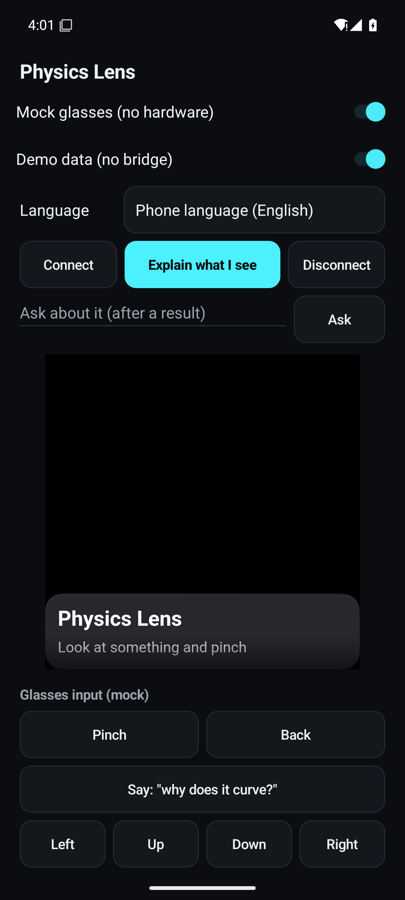 4:01
Physics Lens
Mock glasses (no hardware)
Demo data (no bridge)
Language
Phone language (English)
Connect
Explain what I see
Disconnect
Ask about it (after a result)
Ask
Physics Lens
Look at something and pinch
Glasses input (mock)
Pinch
Back
Say: "why does it curve?"
Left
Up
Down
Right